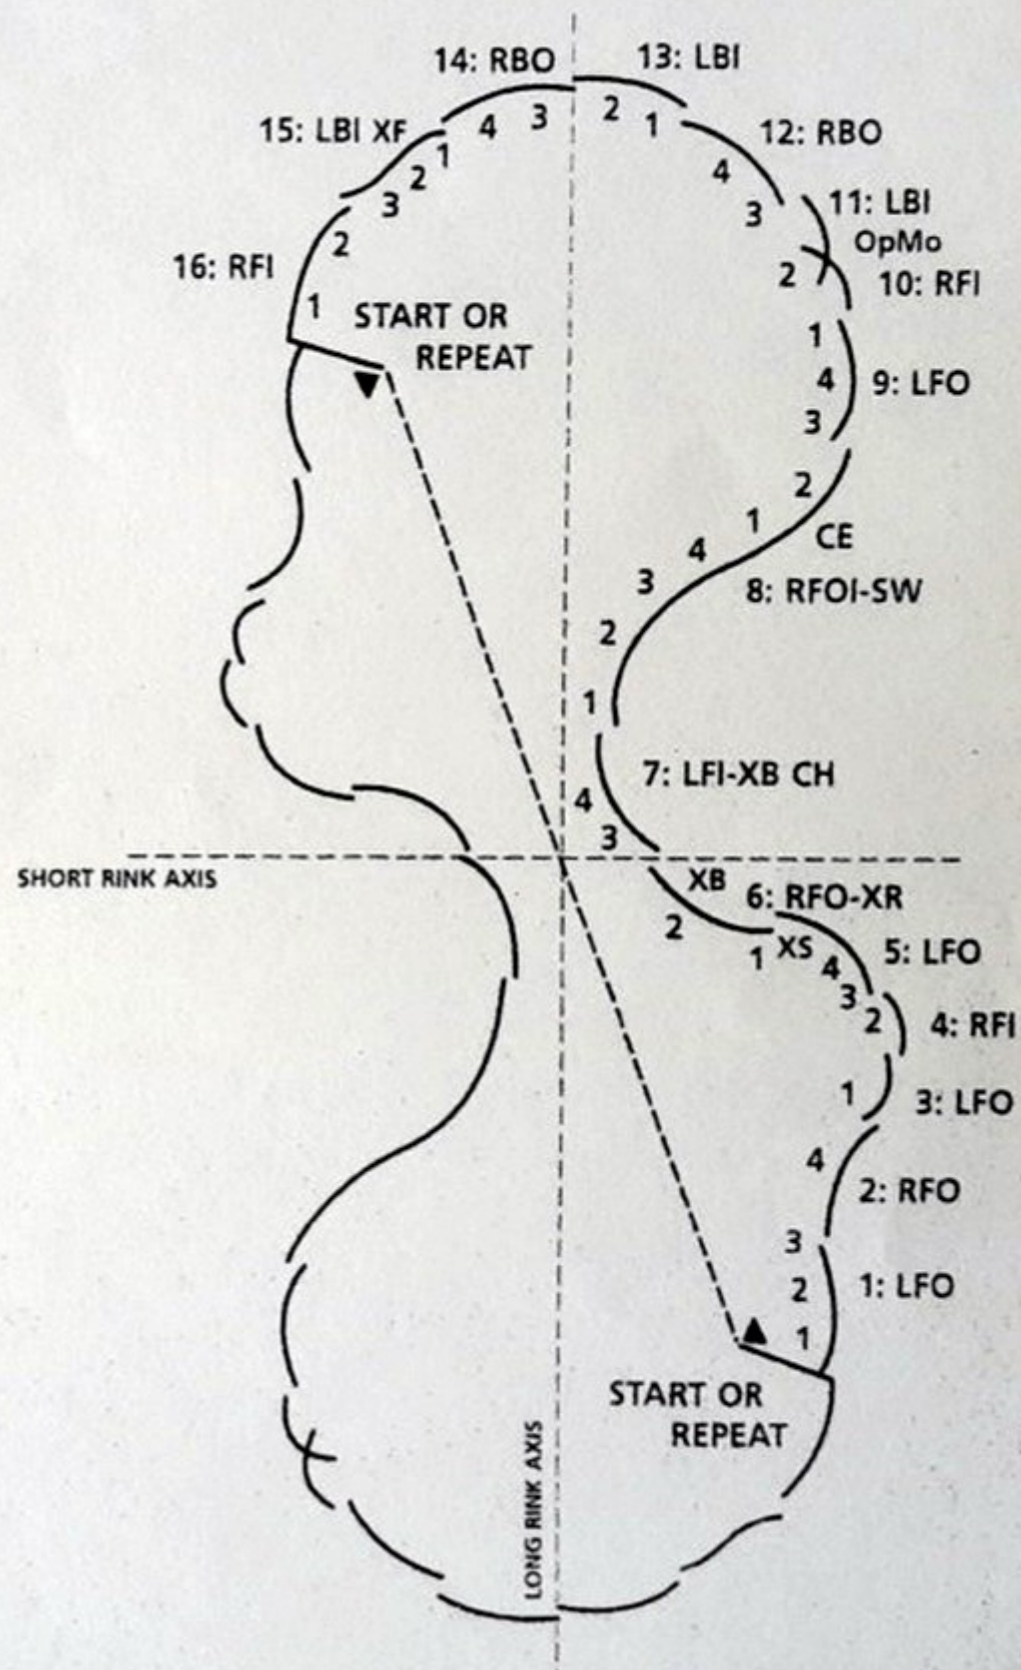 14: RBO
13: LBI
15: LBI XF
4 3 2 1
12: RBO
1
2
3
4
3
11: LBI
OpMo
16: RFI
2
2
10: RFI
1
START OR
REPEAT
1
4
9: LFO
3
2
1
CE
4
3
8: RFOI-SW
2
1
7: LFI-XB CH
4
3
SHORT RINK AXIS
XB
6: RFO-XR
2
1
XS
4
5: LFO
3
2
4: RFI
1
3: LFO
4
2: RFO
3
2
1: LFO
1
START OR
REPEAT
LONG RINK AXIS